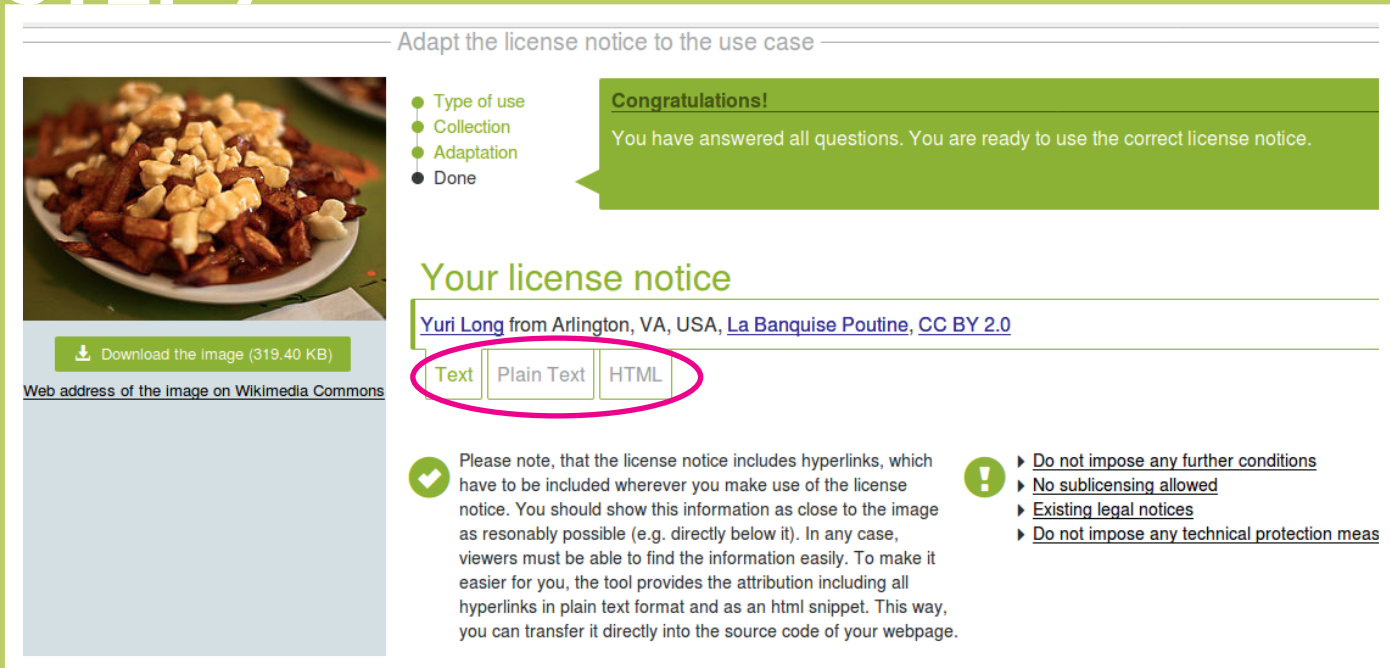 Adapt the license notice to the use case
Type of use
Collection
Adaptation
Done
Congratulations!
You have answered all questions. You are ready to use the correct license notice.
Your license notice
Yuri Long from Arlington, VA, USA, La Banquise Poutine, CC BY 2.0
Text Plain Text HTML
Download the image (319.40 KB)
Web address of the image on Wikimedia Commons
Please note, that the license notice includes hyperlinks, which
have to be included wherever you make use of the license
notice. You should show this information as close to the image
as resonably possible (e.g. directly below it). In any case,
viewers must be able to find the information easily. To make it
easier for you, the tool provides the attribution including all
hyperlinks in plain text format and as an html snippet. This way,
you can transfer it directly into the source code of your webpage.
Do not impose any further conditions
No sublicensing allowed
Existing legal notices
Do not impose any technical protection meas